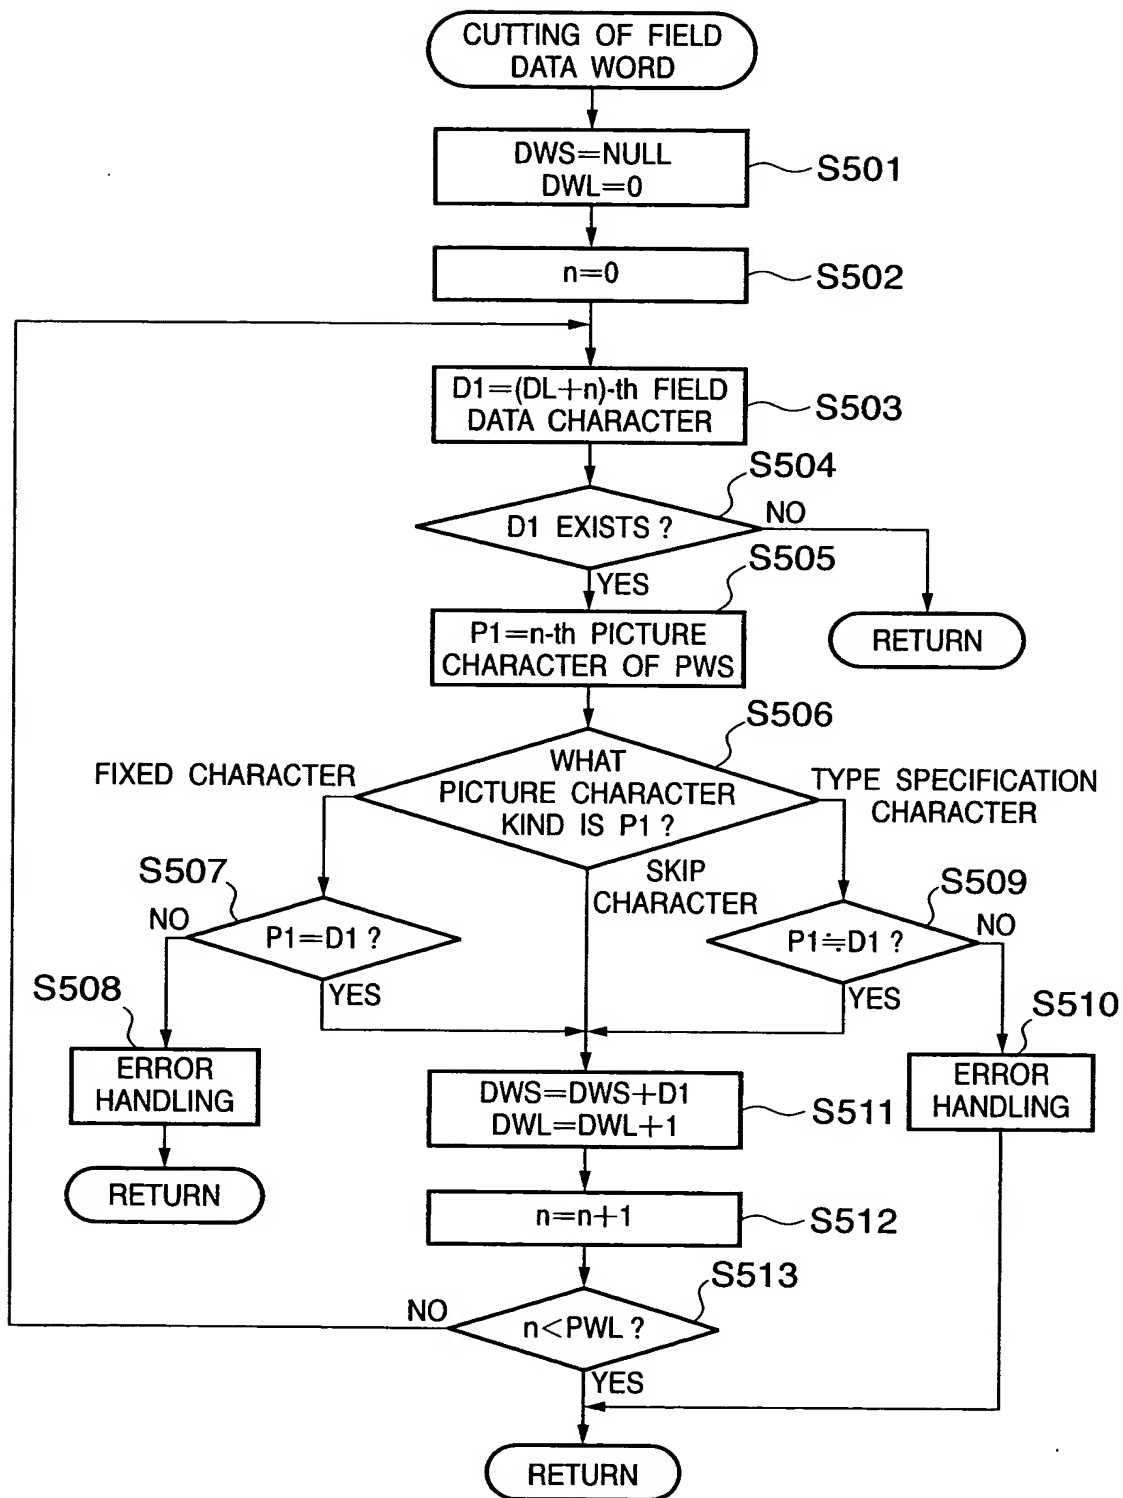 CUTTING OF FIELD
DATA WORD
DWS=NULL
DWL=0
S501
n=0
S502
D1=(DL+n)-th FIELD
DATA CHARACTER
S503
S504
D1 EXISTS?
NO
YES
S505
P1=n-th PICTURE
CHARACTER OF PWS
RETURN
S506
WHAT
PICTURE CHARACTER
KIND IS P1?
FIXED CHARACTER
TYPE SPECIFICATION
CHARACTER
SKIP
CHARACTER
S507
NO
P1=D1?
YES
S509
P1≒D1?
NO
YES
S508
ERROR
HANDLING
RETURN
S510
ERROR
HANDLING
DWS=DWS+D1
DWL=DWL+1
S511
n=n+1
S512
S513
n<PWL?
NO
YES
RETURN